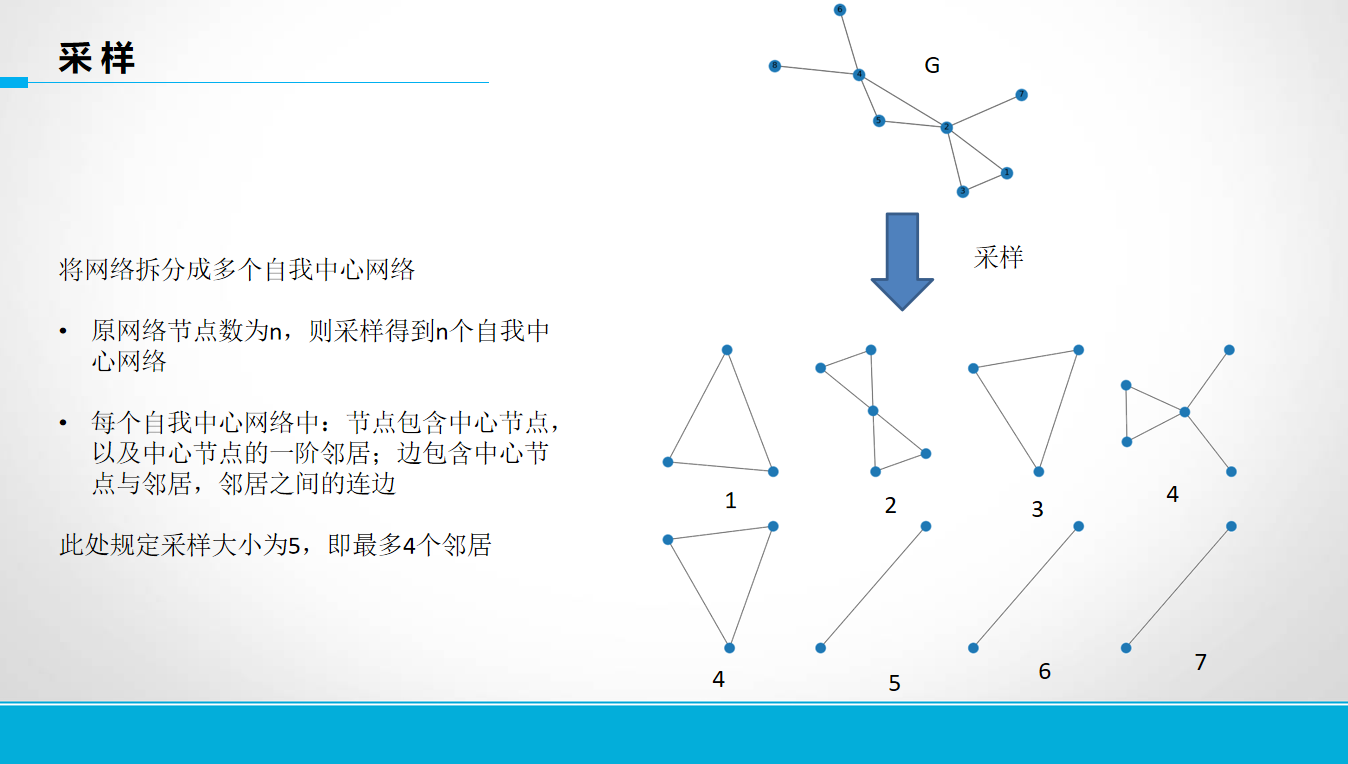 采样
6
G
8
4
7
5
2
1
3
采样
将网络拆分成多个自我中心网络
• 原网络节点数为n，则采样得到n个自我中
心网络
• 每个自我中心网络中：节点包含中心节点，
以及中心节点的一阶邻居；边包含中心节
点与邻居，邻居之间的连边
此处规定采样大小为5，即最多4个邻居
1
2
3
4
4
5
6
7